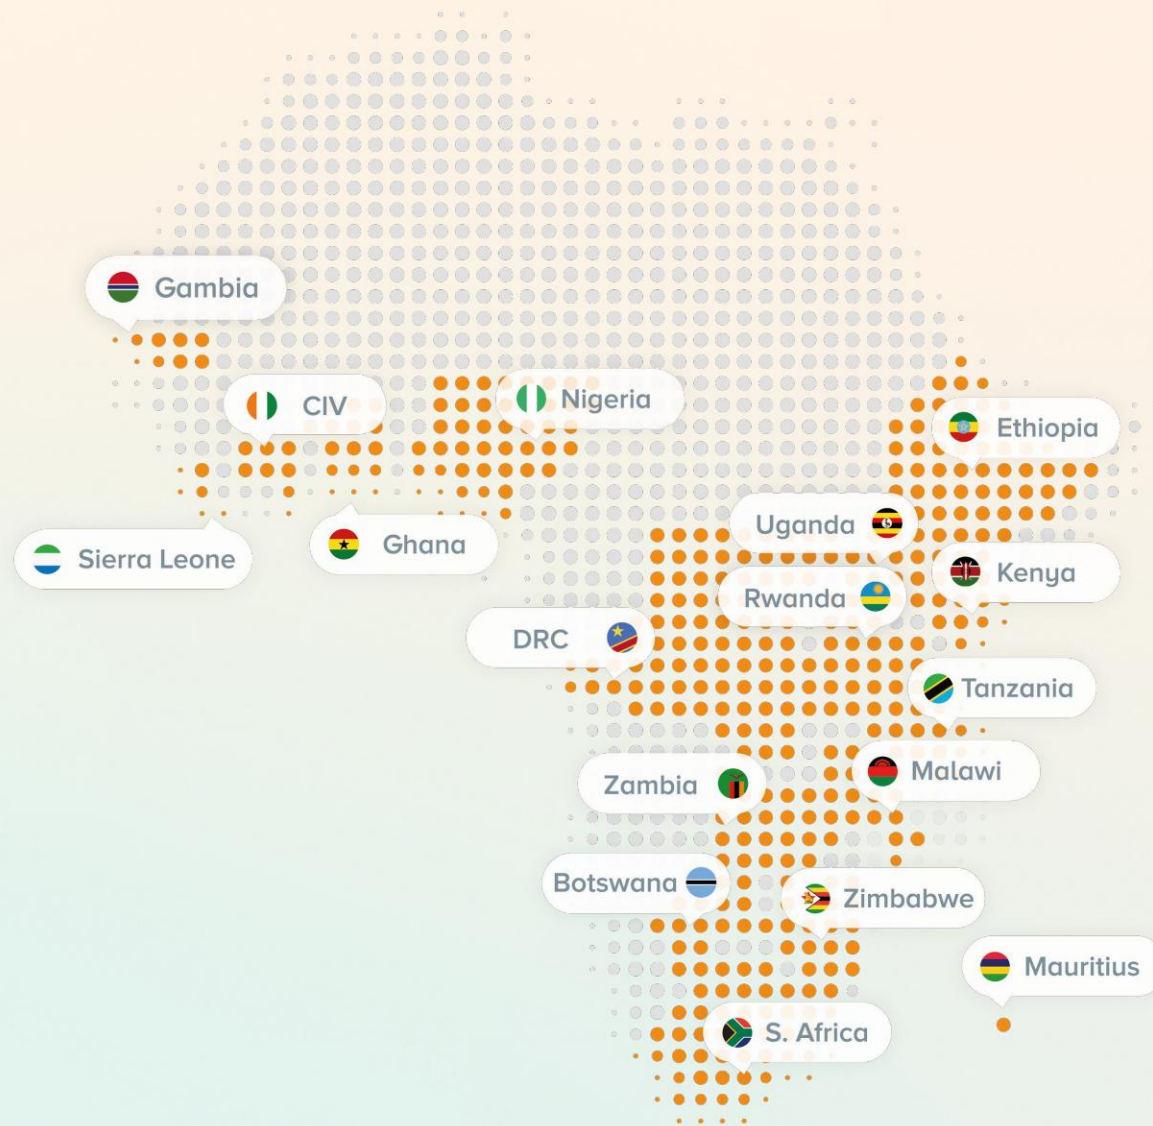 Gambia
CIV
Nigeria
Ethiopia
Uganda
Sierra Leone
Ghana
Kenya
Rwanda
DRC
Tanzania
Zambia
Malawi
Botswana
Zimbabwe
Mauritius
S. Africa